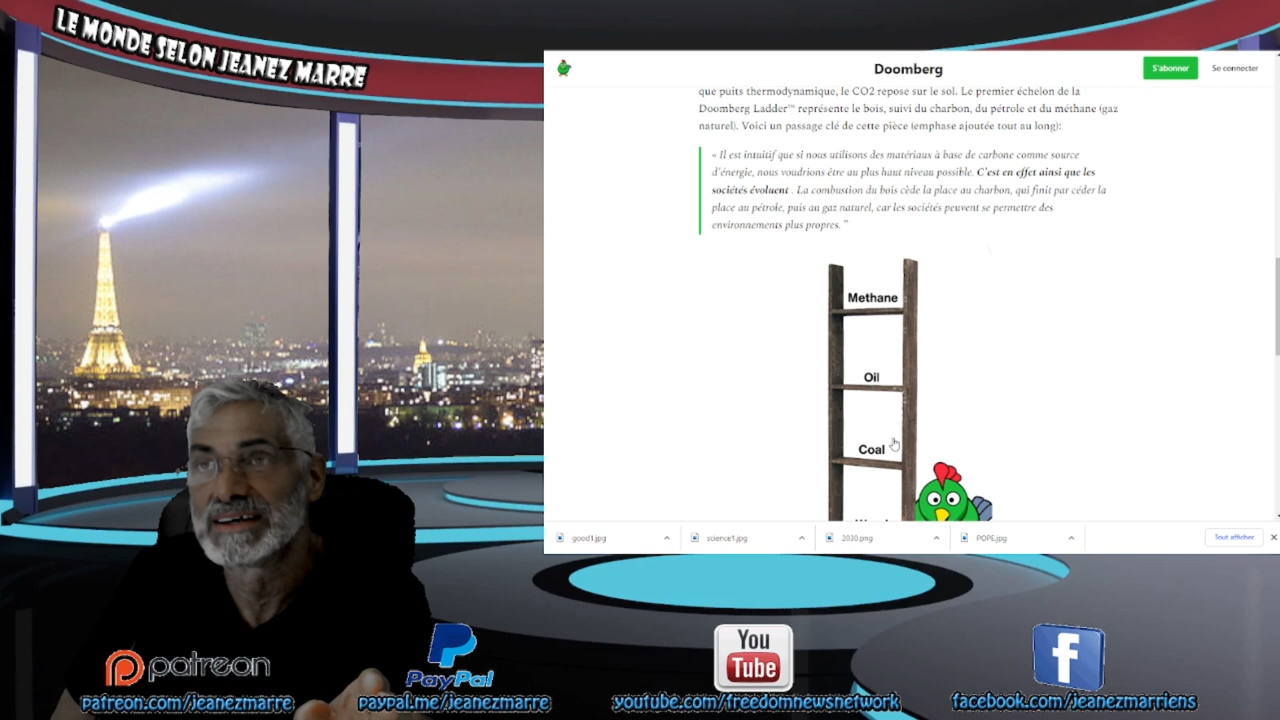 LE MONDE SELON JEANEZ MARRE
Doomberg
S'abonner
Se connecter
que puits thermodynamique, le CO2 repose sur le sol. Le premier échelon de la
Doomberg Ladder™ représente le bois, suivi du charbon, du pétrole et du méthane (gaz
naturel). Voici un passage clé de cette pièce (emphase ajoutée tout au long):
« Il est intuitif que si nous utilisons des matériaux à base de carbone comme source
d'énergie, nous voudrions être au plus haut niveau possible. C'est en effet ainsi que les
sociétés évoluent . La combustion du bois cède la place au charbon, qui finit par céder la
place au pétrole, puis au gaz naturel, car les sociétés peuvent se permettre des
environnements plus propres. "
Methane
Oil
Coal
good1.jpg
science1.jpg
2030.png
POPE.jpg
Tout afficher
patreon
patreon.com/jeanezmarre
PayPal
paypal.me/jeanezmarre
You
Tube
youtube.com/freedomnewsnetwork
f
facebook.com/jeanezmarriens